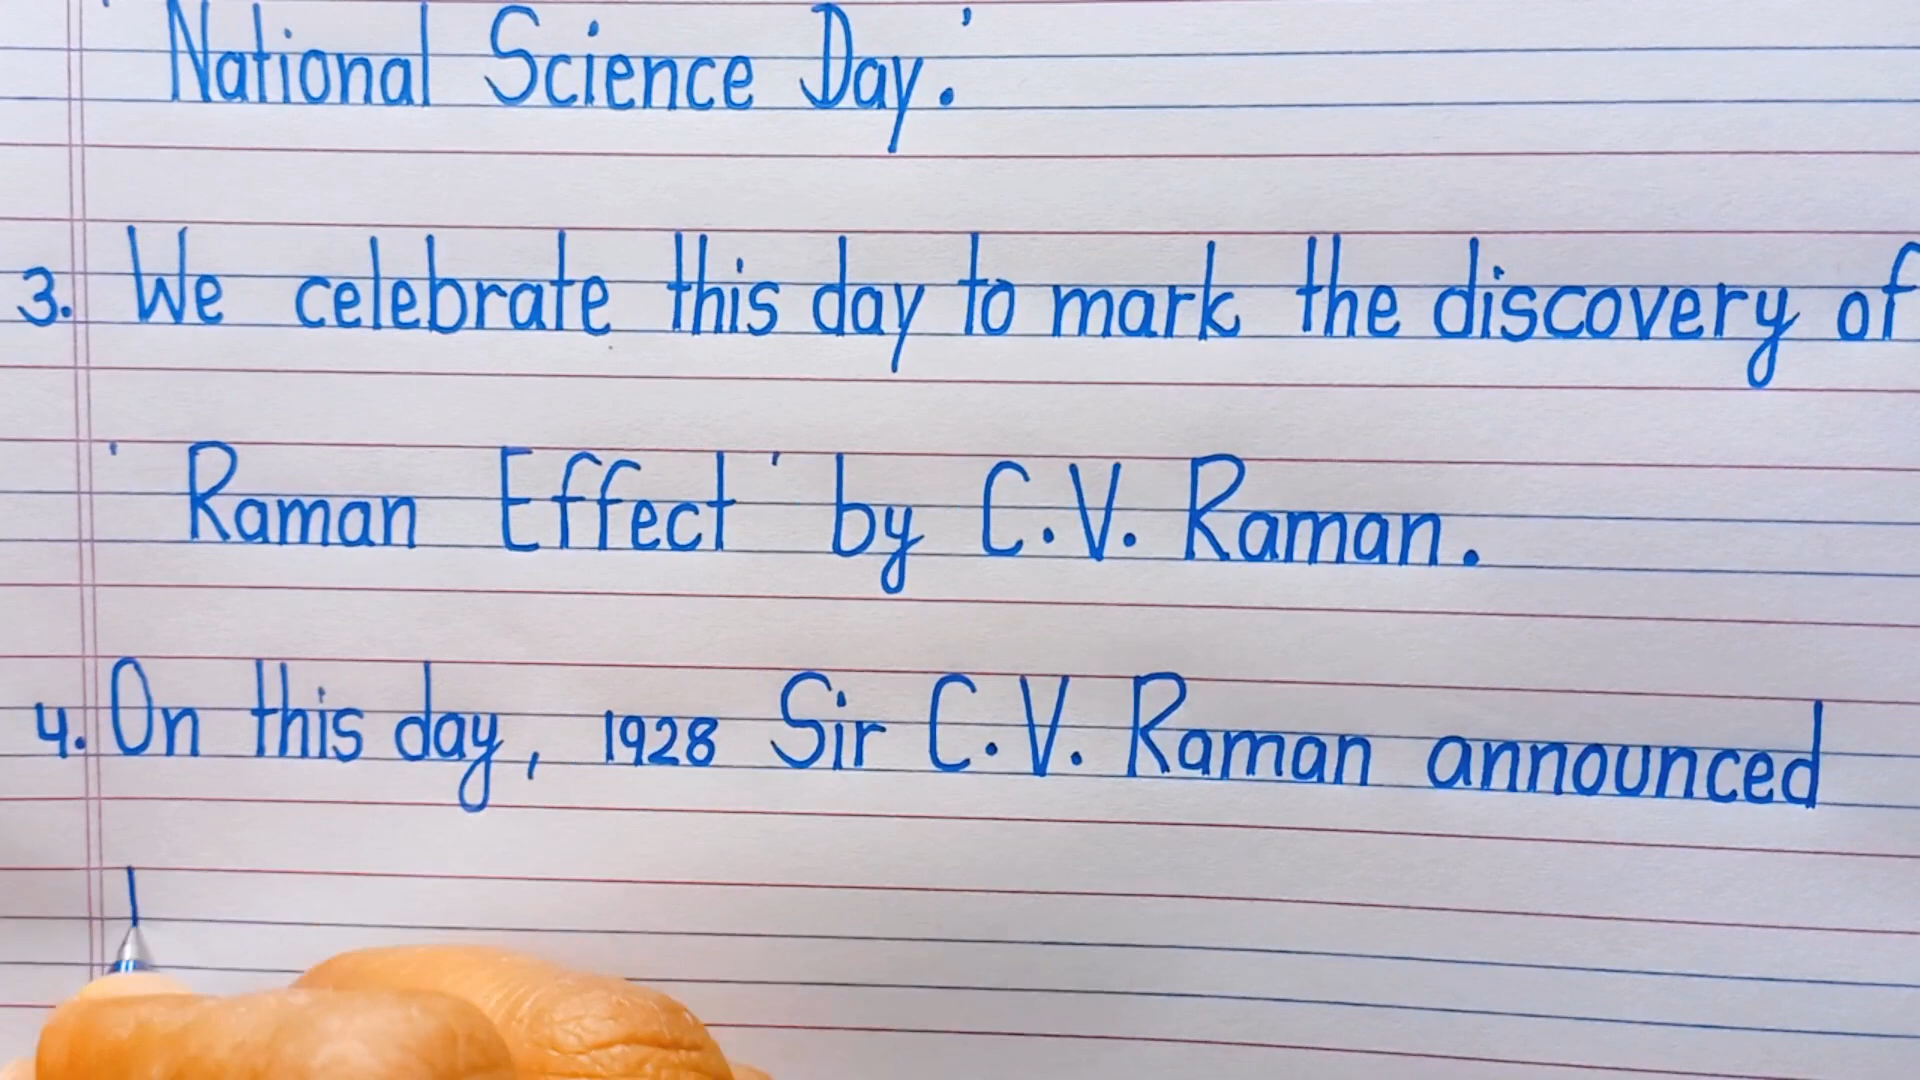 'National Science Day.'
3. We celebrate this day to mark the discovery of
'Raman Effect' by C.V. Raman.
4. On this day, 1928 Sir C.V. Raman announced